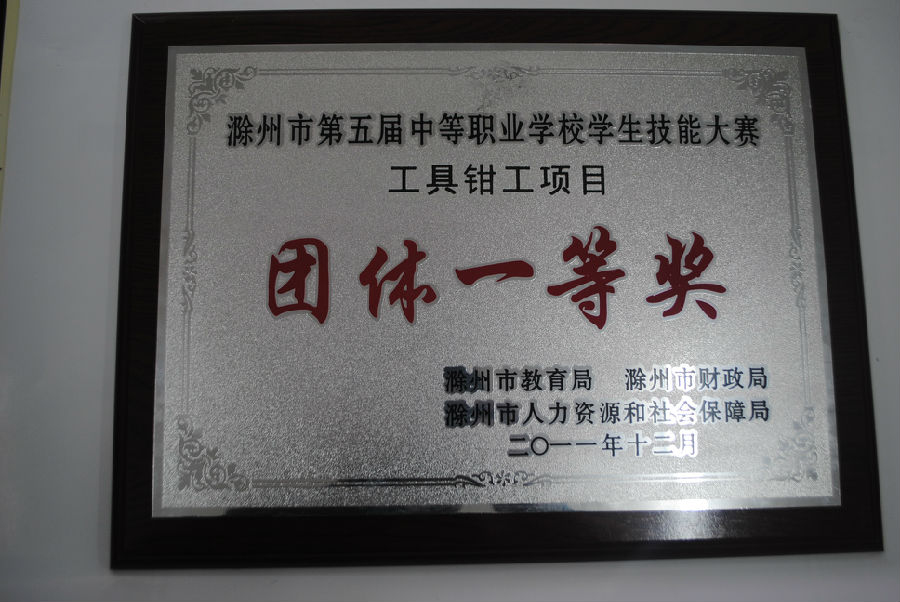 滁州市第五届中等职业学校学生技能大赛
工具钳工项目
团体一等奖
滁州市教育局 滁州市财政局
滁州市人力资源和社会保障局
二〇一一年十二月